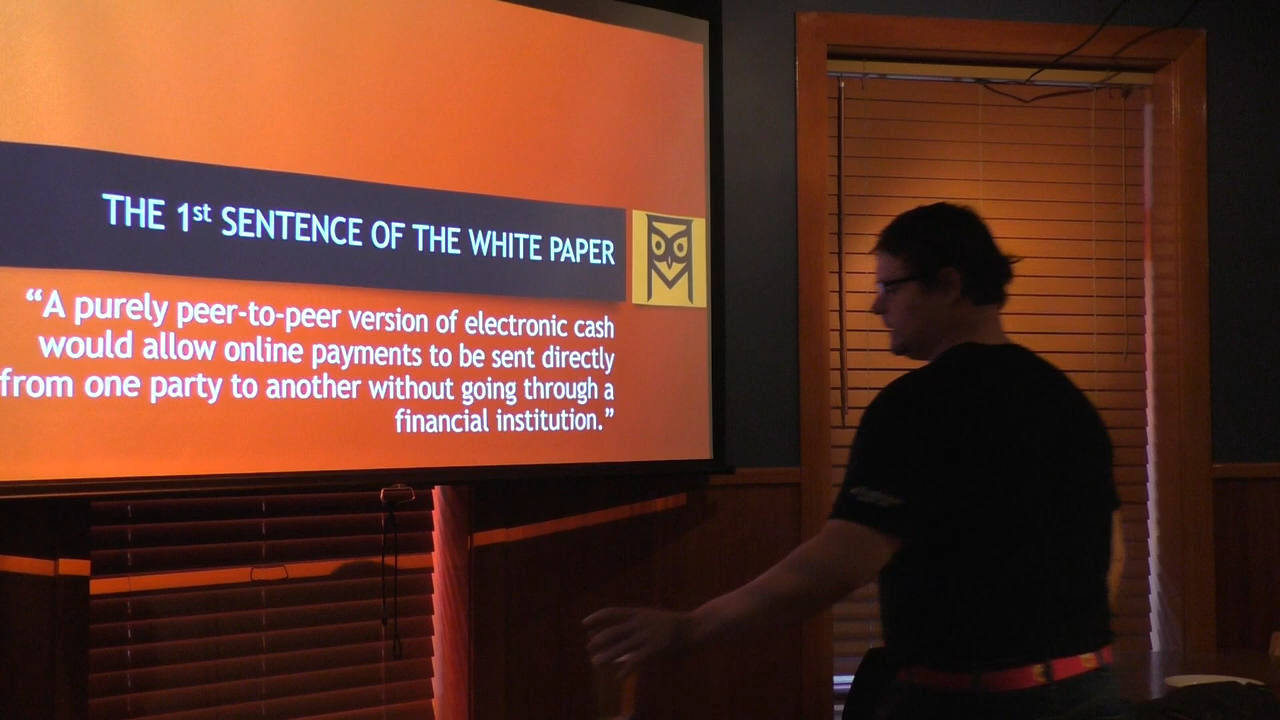 THE 1st SENTENCE OF THE WHITE PAPER
“A purely peer-to-peer version of electronic cash
would allow online payments to be sent directly
from one party to another without going through a
financial institution.”